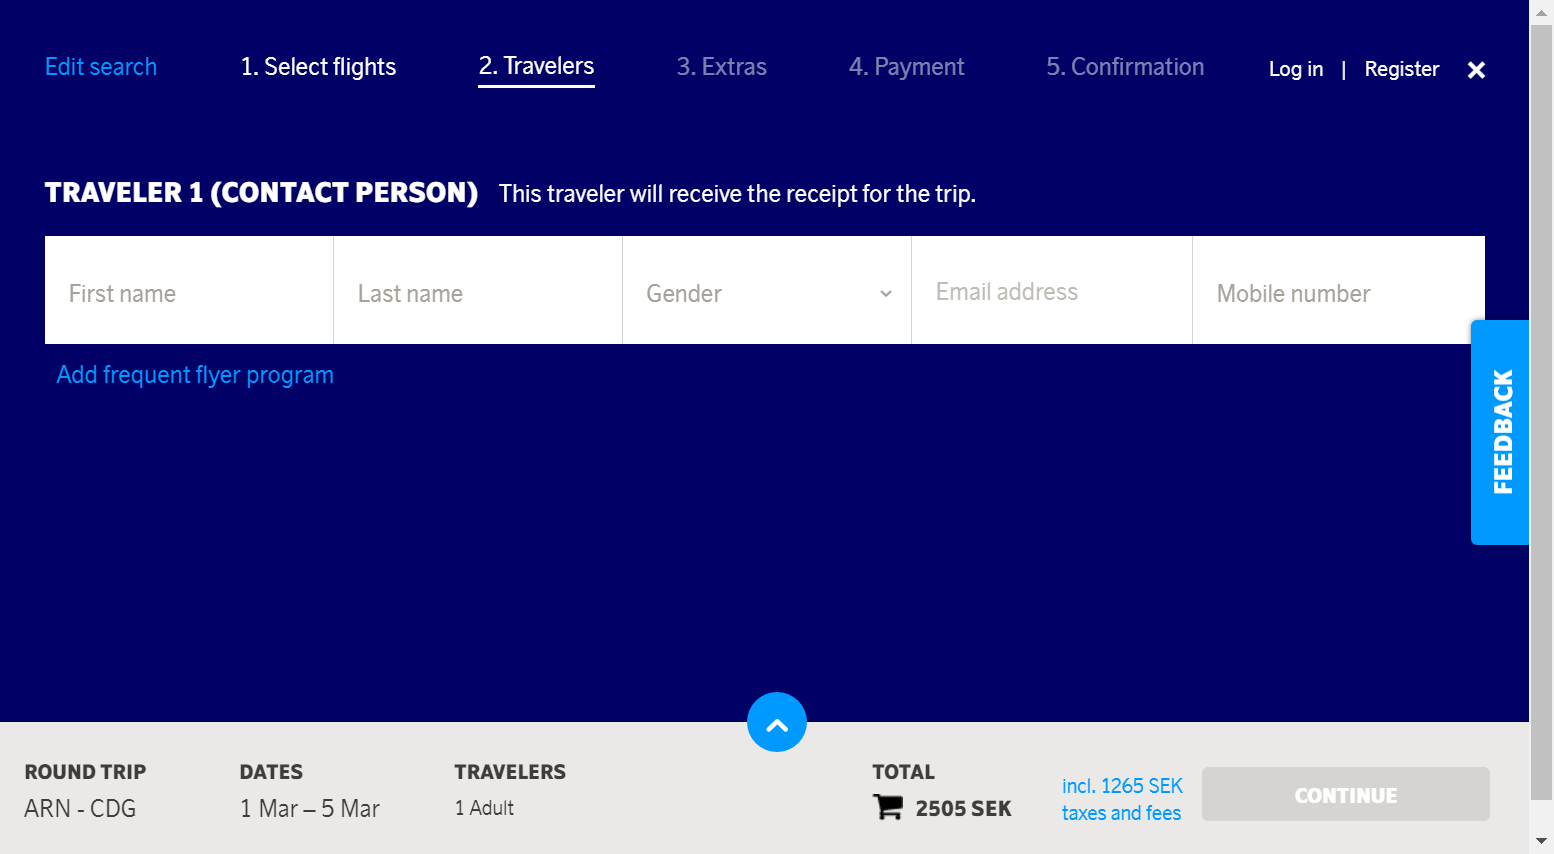 Edit search
1. Select flights
2. Travelers
3. Extras
4. Payment
5. Confirmation
Log in | Register
TRAVELER 1 (CONTACT PERSON) This traveler will receive the receipt for the trip.
First name
Last name
Gender
Email address
Mobile number
Add frequent flyer program
FEEDBACK
ROUND TRIP
ARN - CDG
DATES
1 Mar – 5 Mar
TRAVELERS
1 Adult
TOTAL
2505 SEK
incl. 1265 SEK
taxes and fees
CONTINUE